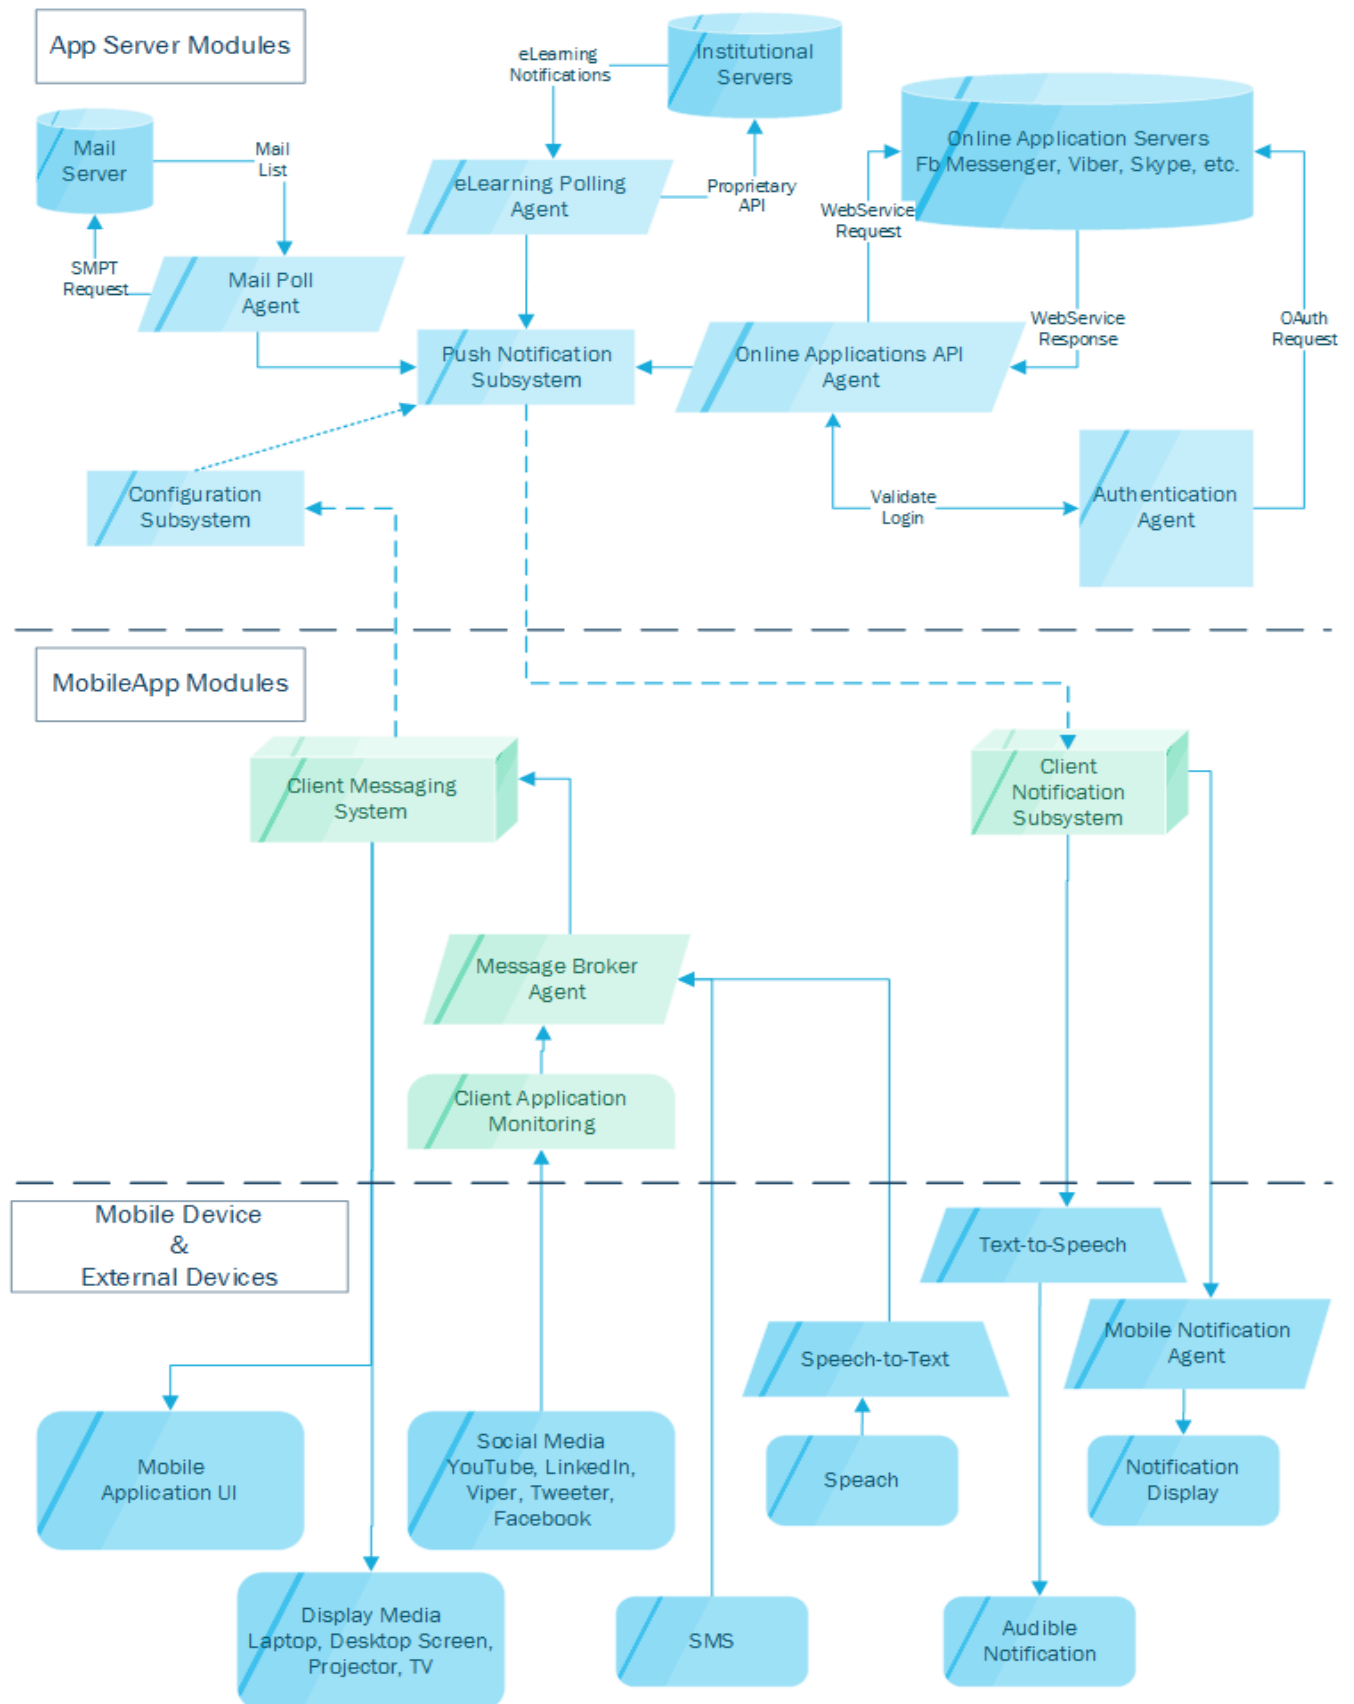 App Server Modules
eLearning
Notifications
Institutional
Servers
Mail
Server
Mail
List
Online Application Servers
Fb Messenger, Viber, Skype, etc.
eLearning Polling
Agent
Proprietary
API
WebService
Request
SMPT
Request
Mail Poll
Agent
WebService
Response
OAuth
Request
Push Notification
Subsystem
Online Applications API
Agent
Configuration
Subsystem
Validate
Login
Authentication
Agent
MobileApp Modules
Client Messaging
System
Client
Notification
Subsystem
Message Broker
Agent
Client Application
Monitoring
Mobile Device
&
External Devices
Text-to-Speech
Speech-to-Text
Mobile Notification
Agent
Mobile
Application UI
Social Media
YouTube, LinkedIn,
Viper, Tweeter,
Facebook
Speach
Notification
Display
Display Media
Laptop, Desktop Screen,
Projector, TV
SMS
Audible
Notification